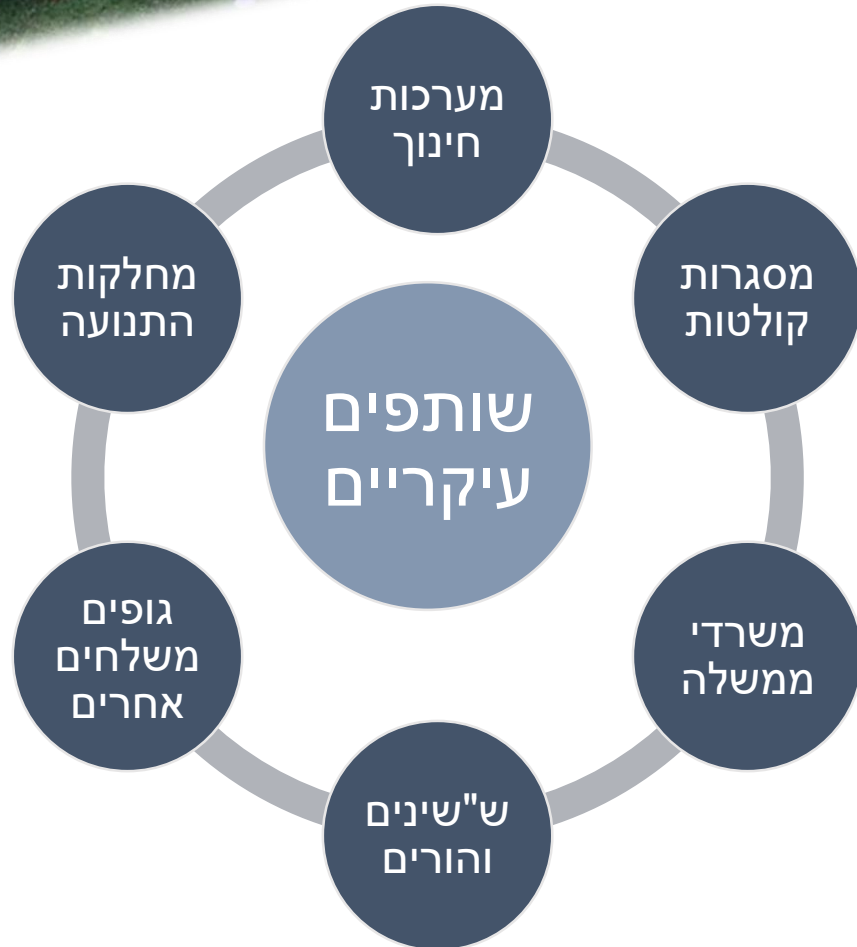 מערכות
חינוך
מסגרות
קולטות
משרדי
ממשלה
ש"שינים
והורים
גופים
משלחים
אחרים
מחלקות
התנועה
שותפים
עיקריים